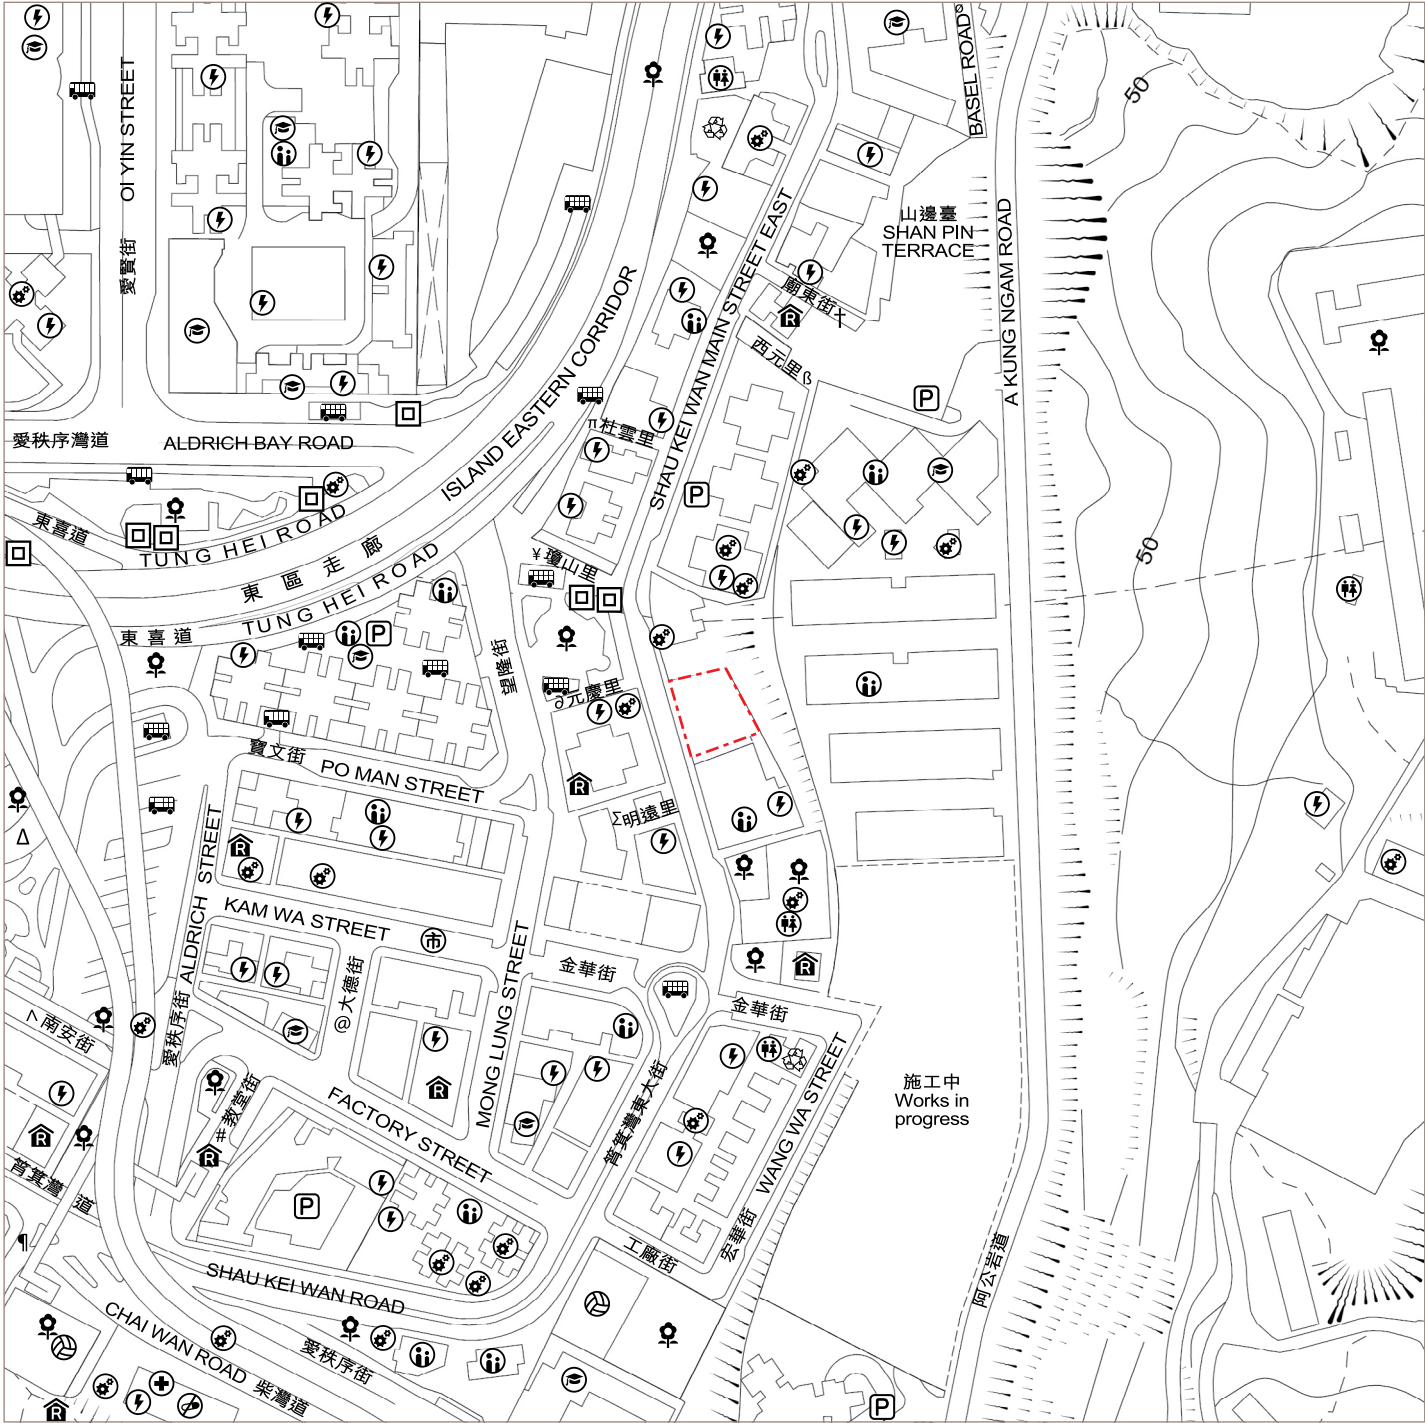 OI YIN STREET
愛賢街
BASEL ROAD
50
山邊臺
SHAN PIN
TERRACE
A KUNG NGAM ROAD
廟東街†
西元里β
SHAU KEI WAN MAIN STREET EAST
ISLAND EASTERN CORRIDOR
P
愛秩序灣道
ALDRICH BAY ROAD
π杜雲里
P
東喜道
TUNG HEI ROAD
東區走廊
TUNG HEI ROAD
東喜道
¥瓊山里
50
P
望隆街
∂元慶里
寶文街
PO MAN STREET
Σ明遠里
Δ
R
R
R
ALDRICH STREET
愛秩序街
KAM WA STREET
市
MONG LUNG STREET
金華街
@大德街
金華街
R
南安街
施工中
Works in
progress
R
FACTORY STREET
#教堂街
筲箕灣東大街
WANG WA STREET
宏華街
R
R
筲箕灣道
¶
P
工廠街
阿公岩道
SHAU KEI WAN ROAD
CHAI WAN ROAD
柴灣道
愛秩序街
R
P